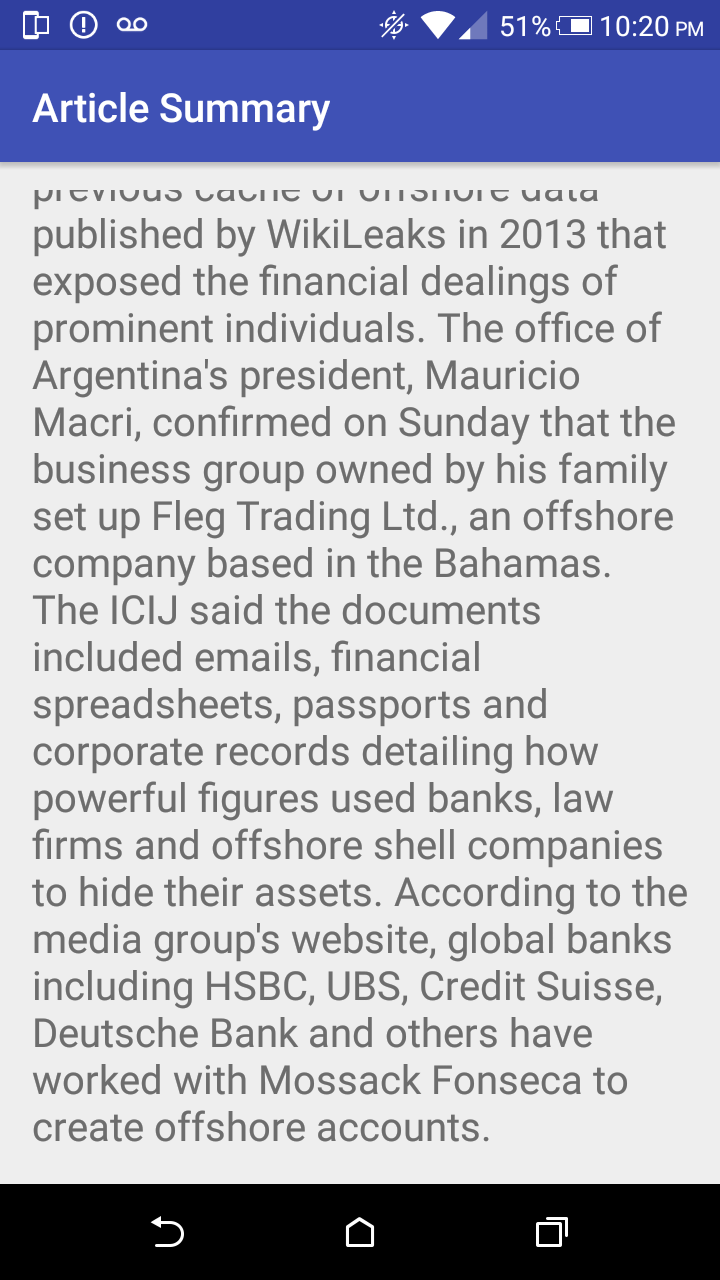 51% 10:20 PM
Article Summary
previous cache of offshore data
published by WikiLeaks in 2013 that
exposed the financial dealings of
prominent individuals. The office of
Argentina's president, Mauricio
Macri, confirmed on Sunday that the
business group owned by his family
set up Fleg Trading Ltd., an offshore
company based in the Bahamas.
The ICIJ said the documents
included emails, financial
spreadsheets, passports and
corporate records detailing how
powerful figures used banks, law
firms and offshore shell companies
to hide their assets. According to the
media group's website, global banks
including HSBC, UBS, Credit Suisse,
Deutsche Bank and others have
worked with Mossack Fonseca to
create offshore accounts.